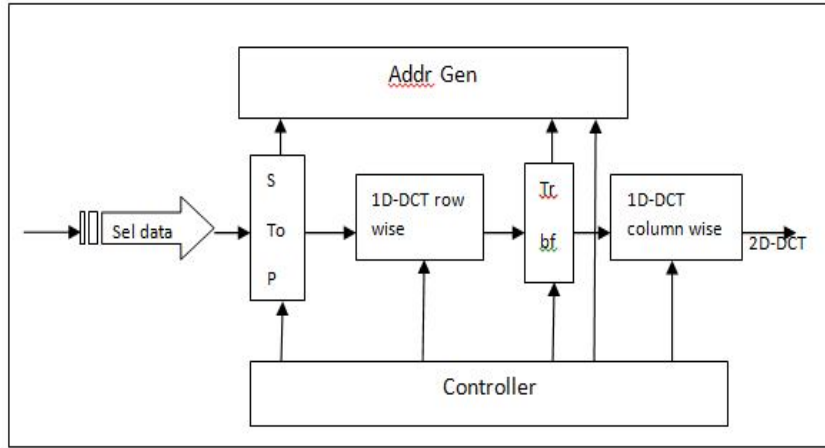 Addr Gen
Sel data
S
To
P
1D-DCT row
wise
Tr
bf
1D-DCT
column wise
2D-DCT
Controller